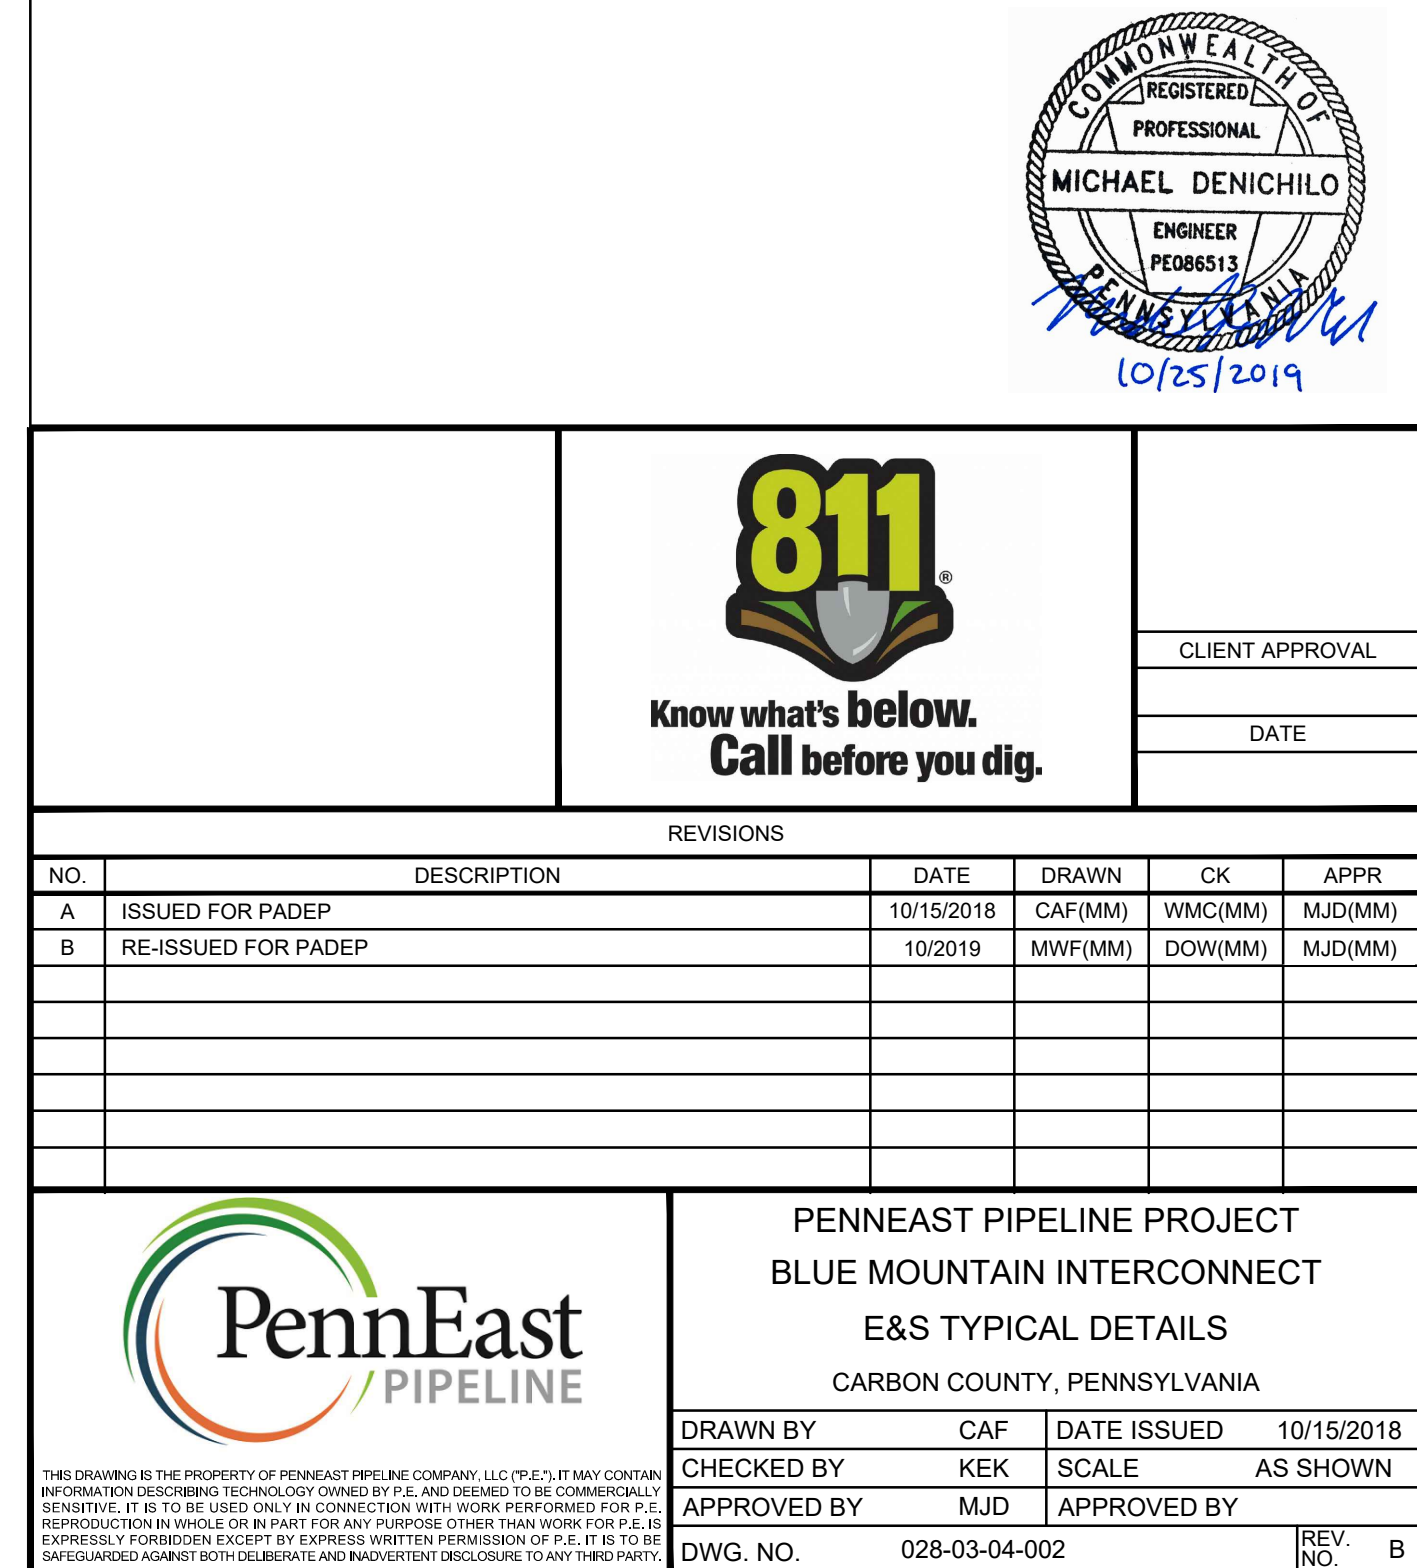 COMMONWEALTH OF
REGISTERED
PROFESSIONAL
MICHAEL DENICHILO
ENGINEER
PE086513
PENNSYLVANIA
10/25/2019
811®
Know what's below.
Call before you dig.
CLIENT APPROVAL
DATE
REVISIONS
NO. DESCRIPTION DATE DRAWN CK APPR
A ISSUED FOR PADEP 10/15/2018 CAF(MM) WMC(MM) MJD(MM)
B RE-ISSUED FOR PADEP 10/2019 MWF(MM) DOW(MM) MJD(MM)
PennEast
PIPELINE
THIS DRAWING IS THE PROPERTY OF PENNEAST PIPELINE COMPANY, LLC ("P.E."). IT MAY CONTAIN
INFORMATION DESCRIBING TECHNOLOGY OWNED BY P.E. AND DEEMED TO BE COMMERCIALLY
SENSITIVE. IT IS TO BE USED ONLY IN CONNECTION WITH WORK PERFORMED FOR P.E.
REPRODUCTION IN WHOLE OR IN PART FOR ANY PURPOSE OTHER THAN WORK FOR P.E. IS
EXPRESSLY FORBIDDEN EXCEPT BY EXPRESS WRITTEN PERMISSION OF P.E. IT IS TO BE
SAFEGUARDED AGAINST BOTH DELIBERATE AND INADVERTENT DISCLOSURE TO ANY THIRD PARTY.
PENNEAST PIPELINE PROJECT
BLUE MOUNTAIN INTERCONNECT
E&S TYPICAL DETAILS
CARBON COUNTY, PENNSYLVANIA
DRAWN BY CAF DATE ISSUED 10/15/2018
CHECKED BY KEK SCALE AS SHOWN
APPROVED BY MJD APPROVED BY
DWG. NO. 028-03-04-002 REV. NO. B